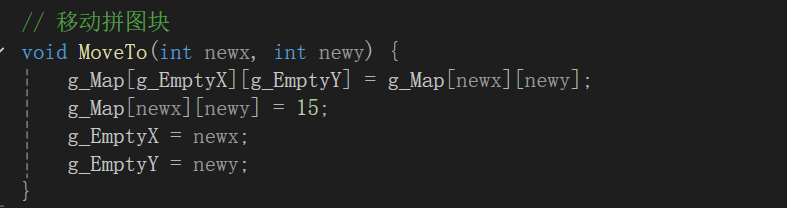 // 移动拼图块
void MoveTo(int newx, int newy) {
g_Map[g_EmptyX][g_EmptyY] = g_Map[newx][newy];
g_Map[newx][newy] = 15;
g_EmptyX = newx;
g_EmptyY = newy;
}